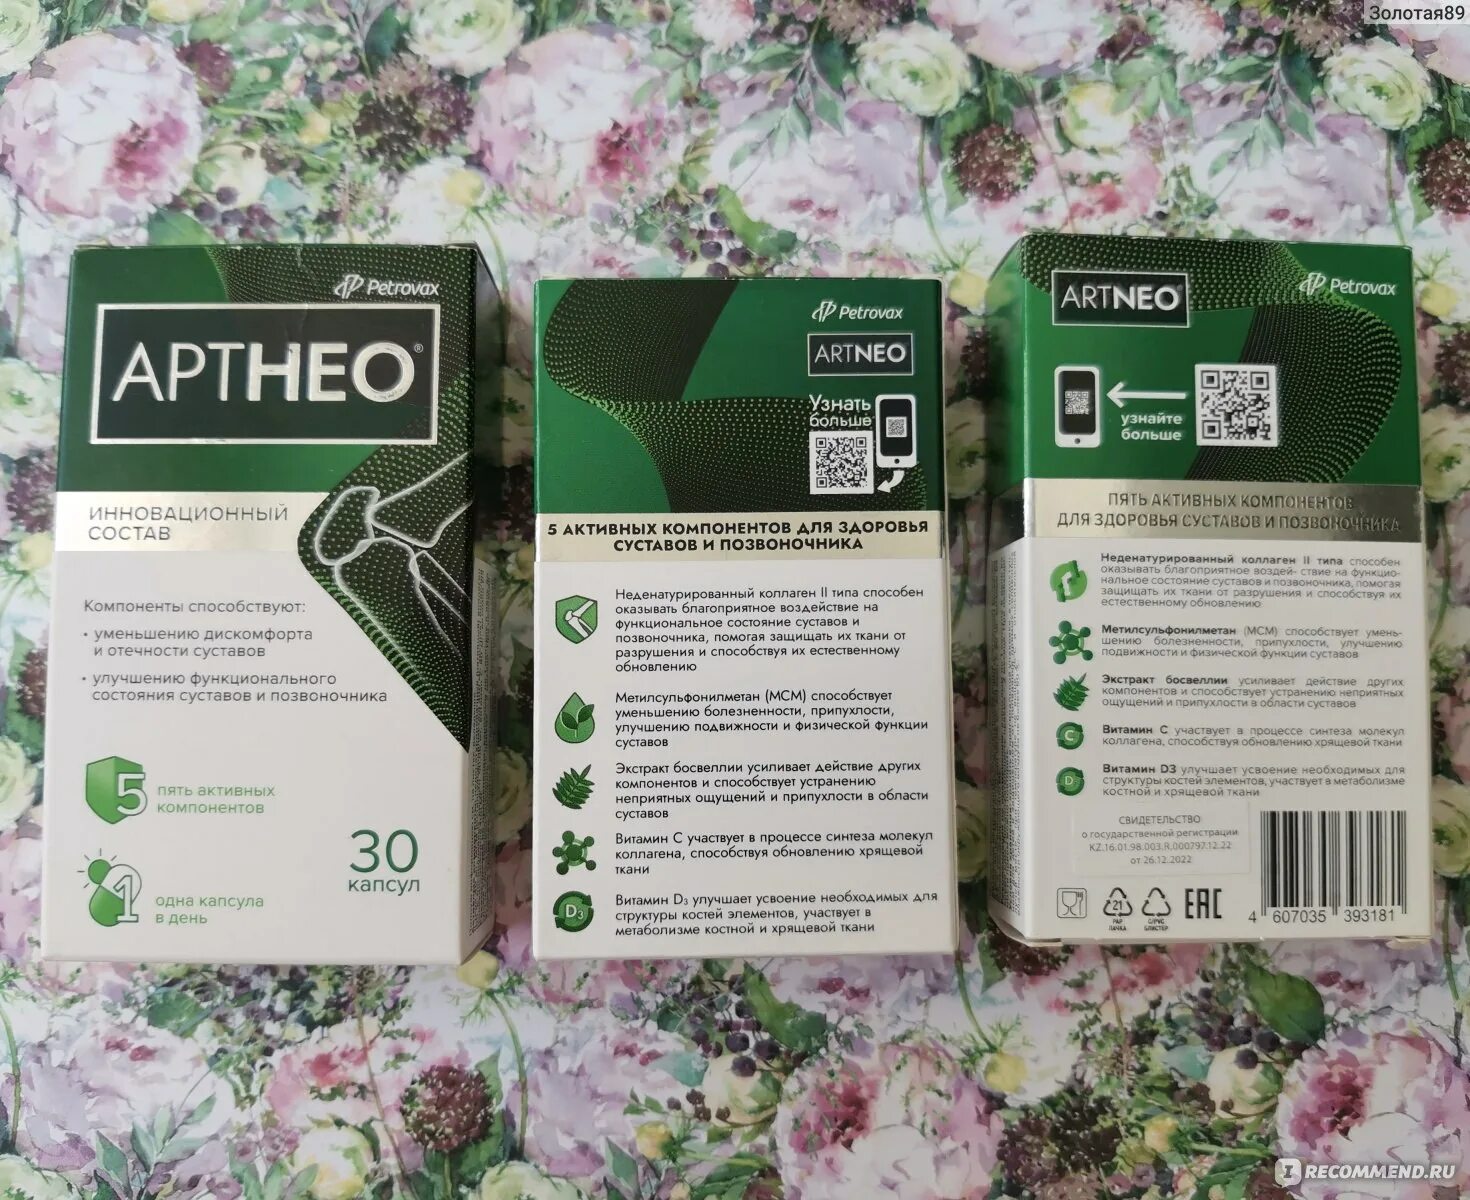 Золотая89
Petrovax
АРТНЕО®
ИННОВАЦИОННЫЙ
СОСТАВ
Компоненты способствуют:
• уменьшению дискомфорта
и отечности суставов
• улучшению функционального
состояния суставов и позвоночника
5 пять активных
компонентов
1 одна капсула
в день
30
капсул
Petrovax
ARTNEO
Узнать
больше
5 АКТИВНЫХ КОМПОНЕНТОВ ДЛЯ ЗДОРОВЬЯ
СУСТАВОВ И ПОЗВОНОЧНИКА
Неденатурированный коллаген II типа способен
оказывать благоприятное воздействие на
функциональное состояние суставов и
позвоночника, помогая защищать их ткани от
разрушения и способствуя их естественному
обновлению
Метилсульфонилметан (МСМ) способствует
уменьшению болезненности, припухлости,
улучшению подвижности и физической функции
суставов
Экстракт босвеллии усиливает действие других
компонентов и способствует устранению
неприятных ощущений и припухлости в области
суставов
Витамин С участвует в процессе синтеза молекул
коллагена, способствуя обновлению хрящевой
ткани
D3
Витамин D₃ улучшает усвоение необходимых для
структуры костей элементов, участвует в
метаболизме костной и хрящевой ткани
ARTNEO®
Petrovax
узнайте
больше
ПЯТЬ АКТИВНЫХ КОМПОНЕНТОВ
ДЛЯ ЗДОРОВЬЯ СУСТАВОВ И ПОЗВОНОЧНИКА
Неденатурированный коллаген II типа способен
оказывать благоприятное воздей- ствие на функцио-
нальное состояние суставов и позвоночника, помогая
защищать их ткани от разрушения и способствуя их
естественному обновлению
Метилсульфонилметан (МСМ) способствует умень-
шению болезненности, припухлости, улучшению
подвижности и физической функции суставов
Экстракт босвеллии усиливает действие других
компонентов и способствует устранению неприятных
ощущений и припухлости в области суставов
C
Витамин С участвует в процессе синтеза молекул
коллагена, способствуя обновлению хрящевой ткани
D3
Витамин D3 улучшает усвоение необходимых для
структуры костей элементов, участвует в метаболизме
костной и хрящевой ткани
СВИДЕТЕЛЬСТВО
о государственной регистрации
KZ.16.01.98.003.R.000797.12.22
от 26.12.2022
21
PAP
ПАЧКА
C/PVC
БЛИСТЕР
EAC
4 607035 393181
IRECOMMEND.RU